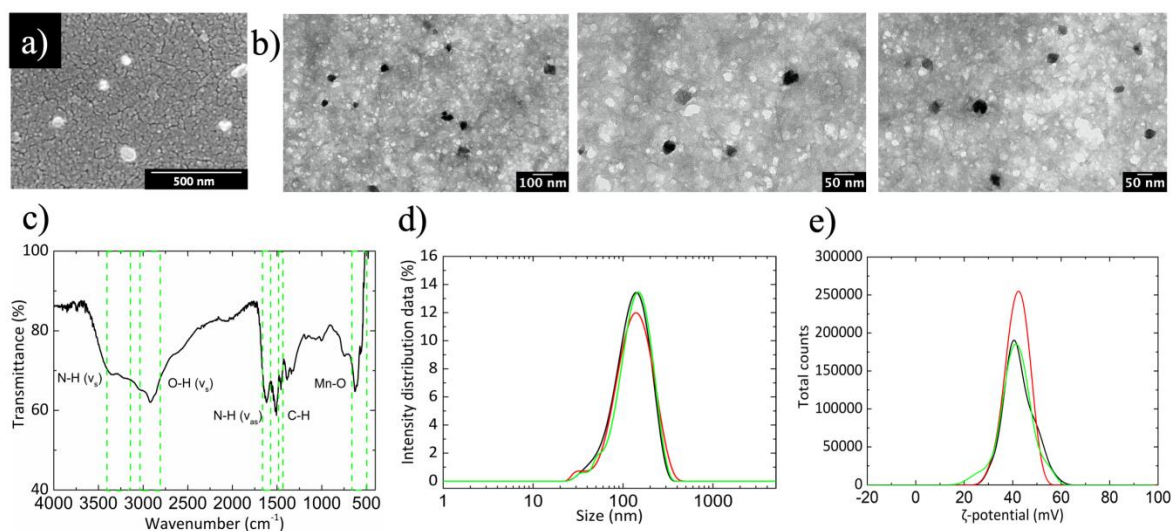 a)
500 nm
b)
100 nm
50 nm
50 nm
c)
100
80
60
40
4000 3500 3000 2500 2000 1500 1000 500
Transmittance (%)
Wavenumber (cm-1)
N-H (vs)
O-H (vs)
N-H (vas)
C-H
Mn-O
d)
16
14
12
10
8
6
4
2
0
1 10 100 1000
Intensity distribution data (%)
Size (nm)
e)
300000
250000
200000
150000
100000
50000
0
-20 0 20 40 60 80 100
Total counts
ζ-potential (mV)